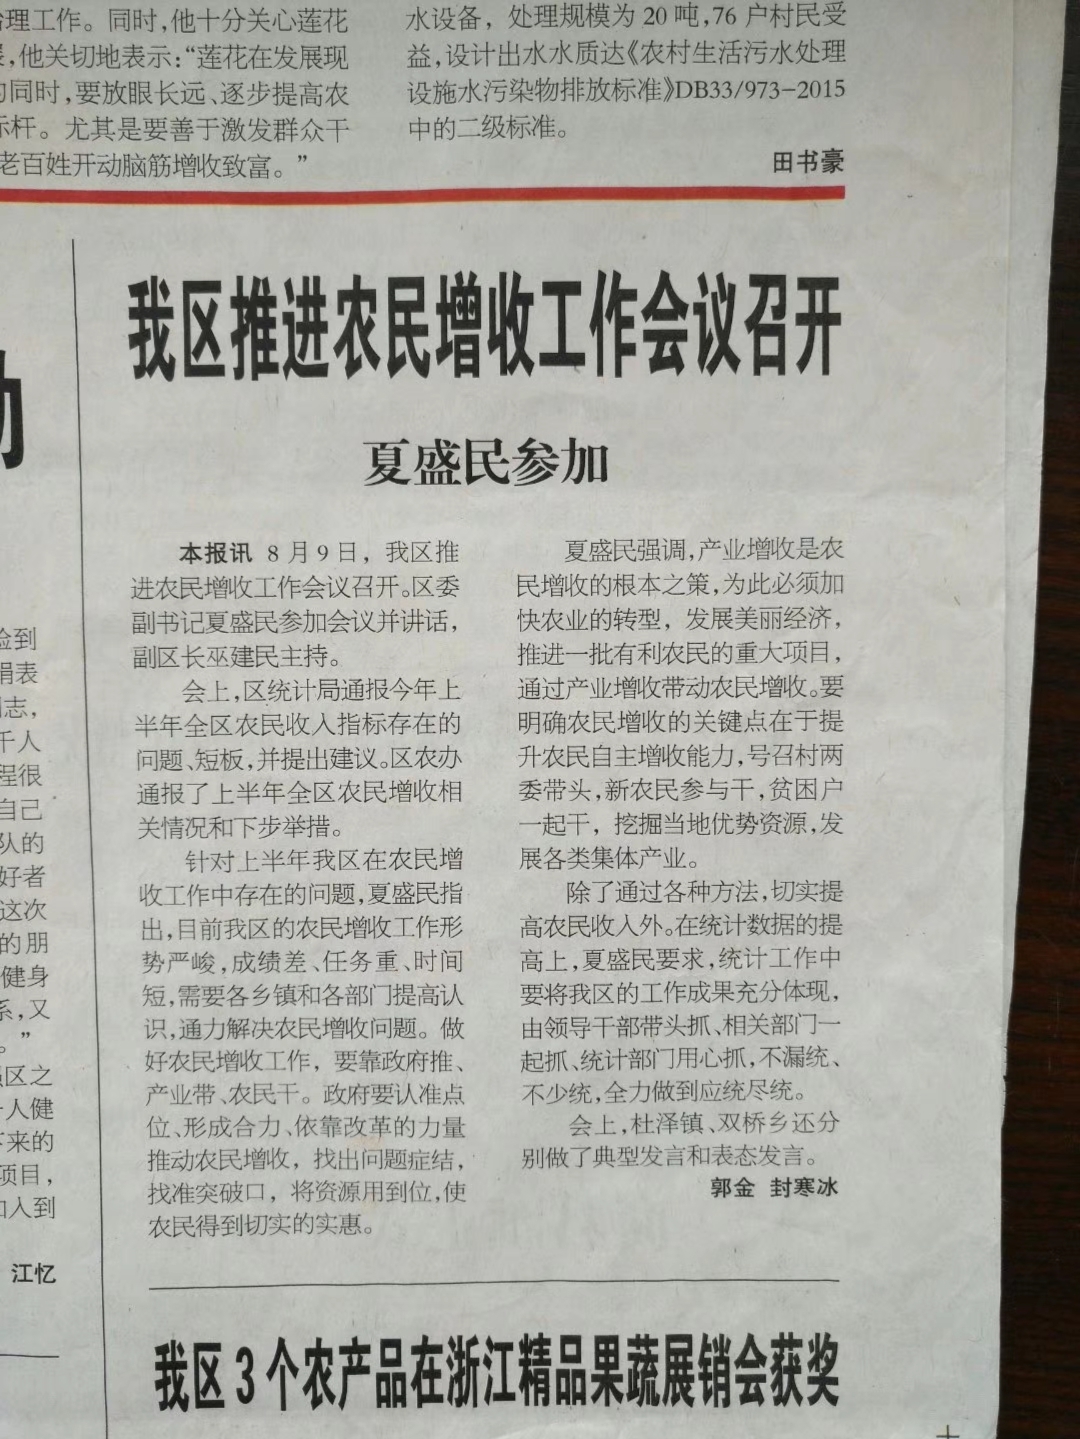 治理工作。同时,他十分关心莲花
展,他关切地表示:“莲花在发展现
的同时,要放眼长远、逐步提高农
标杆。尤其是要善于激发群众干
老百姓开动脑筋增收致富。”
水设备，处理规模为20吨,76户村民受
益,设计出水水质达《农村生活污水处理
设施水污染物排放标准》DB33/973-2015
中的二级标准。
田书豪
我区推进农民增收工作会议召开
夏盛民参加
本报讯 8月9日，我区推
进农民增收工作会议召开。区委
副书记夏盛民参加会议并讲话，
副区长巫建民主持。
会上,区统计局通报今年上
半年全区农民收入指标存在的
问题、短板,并提出建议。区农办
通报了上半年全区农民增收相
关情况和下步举措。
针对上半年我区在农民增
收工作中存在的问题,夏盛民指
出,目前我区的农民增收工作形
势严峻,成绩差、任务重、时间
短,需要各乡镇和各部门提高认
识,通力解决农民增收问题。做
好农民增收工作，要靠政府推、
产业带、农民干。政府要认准点
位、形成合力、依靠改革的力量
推动农民增收，找出问题症结，
找准突破口，将资源用到位,使
农民得到切实的实惠。
夏盛民强调,产业增收是农
民增收的根本之策,为此必须加
快农业的转型，发展美丽经济，
推进一批有利农民的重大项目，
通过产业增收带动农民增收。要
明确农民增收的关键点在于提
升农民自主增收能力,号召村两
委带头,新农民参与干,贫困户
一起干，挖掘当地优势资源,发
展各类集体产业。
除了通过各种方法,切实提
高农民收入外。在统计数据的提
高上,夏盛民要求,统计工作中
要将我区的工作成果充分体现，
由领导干部带头抓、相关部门一
起抓、统计部门用心抓,不漏统、
不少统,全力做到应统尽统。
会上,杜泽镇、双桥乡还分
别做了典型发言和表态发言。
郭金 封寒冰
我区3个农产品在浙江精品果蔬展销会获奖
动
验到
捐表
志，
千人
程很
自己
队的
好者
这次
的朋
健身
系,又
。”
区之
人健
下来的
项目，
加入到
江忆